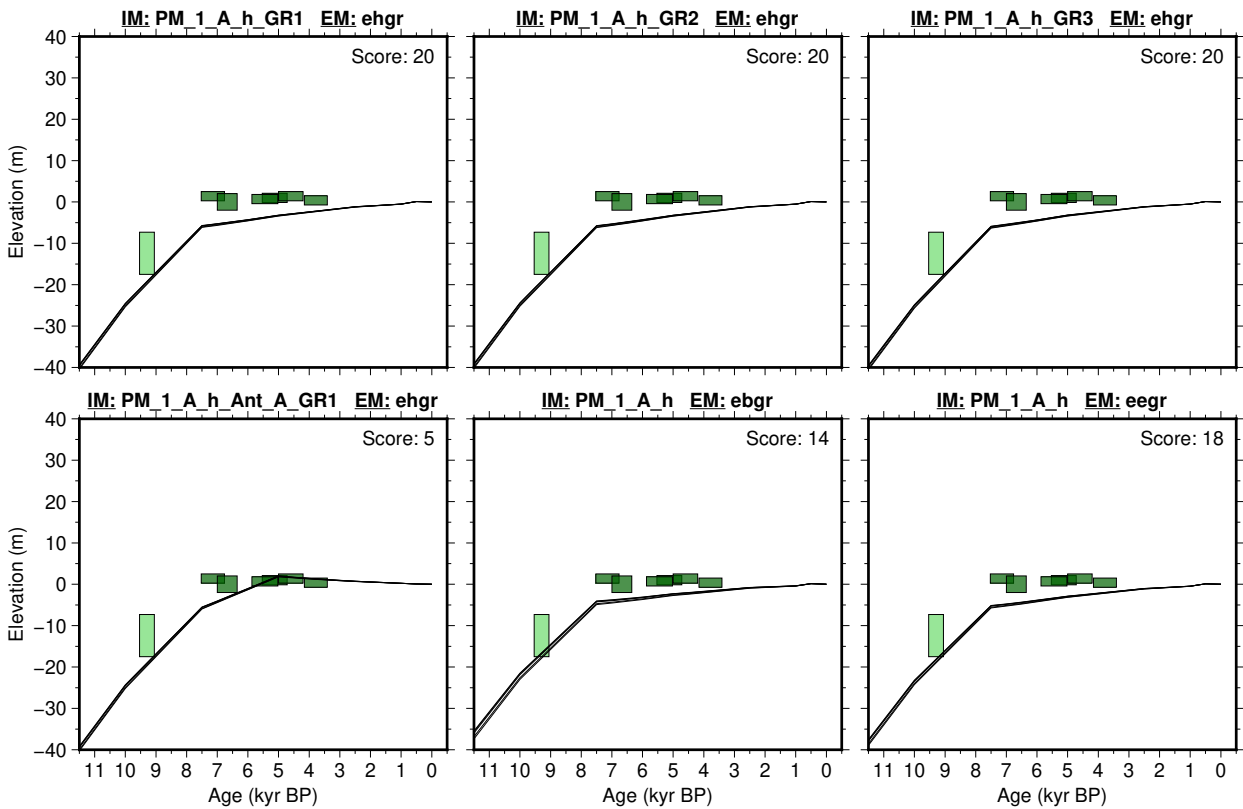 IM: PM_1_A_h_GR1 EM: ehgr
IM: PM_1_A_h_GR2 EM: ehgr
IM: PM_1_A_h_GR3 EM: ehgr
40
30
20
10
0
−10
−20
−30
−40
Elevation (m)
Score: 20
Score: 20
Score: 20
IM: PM_1_A_h_Ant_A_GR1 EM: ehgr
IM: PM_1_A_h EM: ebgr
IM: PM_1_A_h EM: eegr
40
30
20
10
0
−10
−20
−30
−40
Elevation (m)
Score: 5
Score: 14
Score: 18
11 10 9 8 7 6 5 4 3 2 1 0
11 10 9 8 7 6 5 4 3 2 1 0
11 10 9 8 7 6 5 4 3 2 1 0
Age (kyr BP)
Age (kyr BP)
Age (kyr BP)